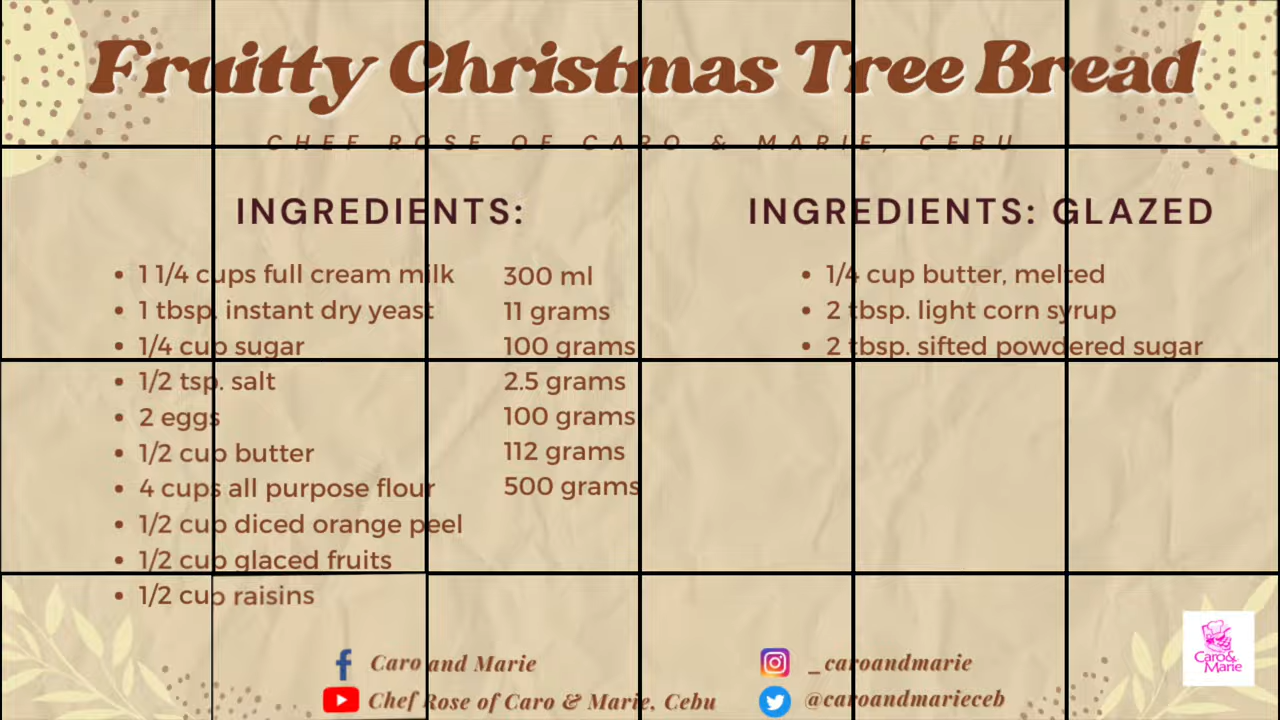 Fruitty Christmas Tree Bread
CHEF ROSE OF CARO & MARIE, CEBU
INGREDIENTS:
• 1 1/4 cups full cream milk 300 ml
• 1 tbsp. instant dry yeast 11 grams
• 1/4 cup sugar 100 grams
• 1/2 tsp. salt 2.5 grams
• 2 eggs 100 grams
• 1/2 cup butter 112 grams
• 4 cups all purpose flour 500 grams
• 1/2 cup diced orange peel
• 1/2 cup glaced fruits
• 1/2 cup raisins
INGREDIENTS: GLAZED
• 1/4 cup butter, melted
• 2 tbsp. light corn syrup
• 2 tbsp. sifted powdered sugar
Caro and Marie
Chef Rose of Caro & Marie, Cebu
_caroandmarie
@caroandmarieceb
Caro&
Marie